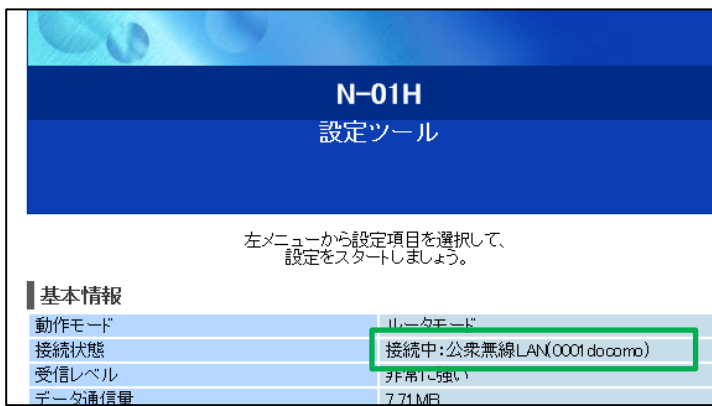 N-01H
設定ツール
左メニューから設定項目を選択して、
設定をスタートしましょう。
基本情報
動作モード ルータモード
接続状態 接続中:公衆無線LAN(0001docomo)
受信レベル 非常に強い
データ通信量 7.71MB